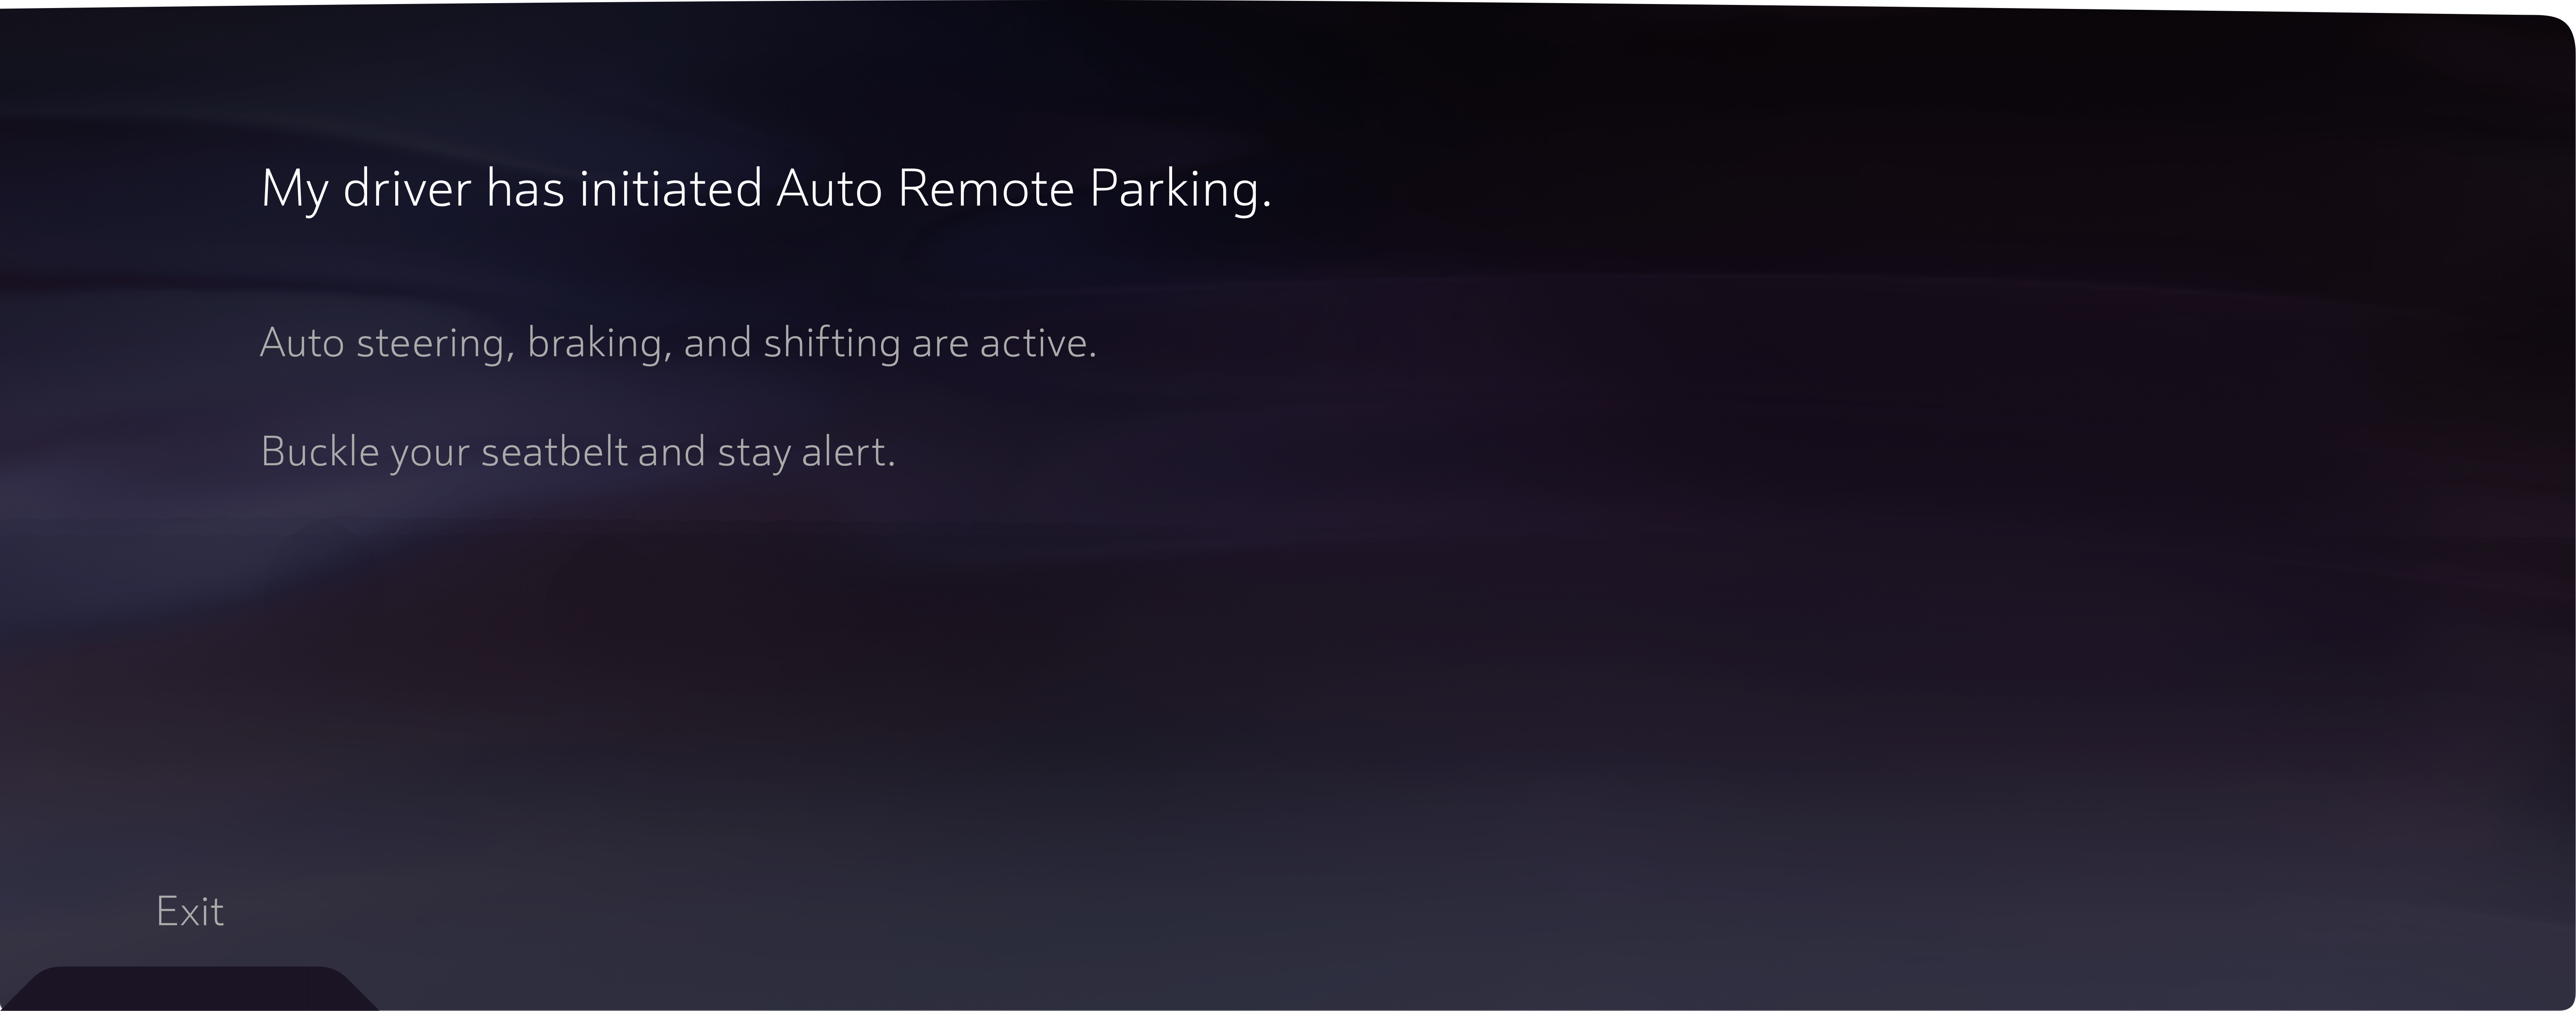 My driver has initiated Auto Remote Parking.
Auto steering, braking, and shifting are active.
Buckle your seatbelt and stay alert.
Exit